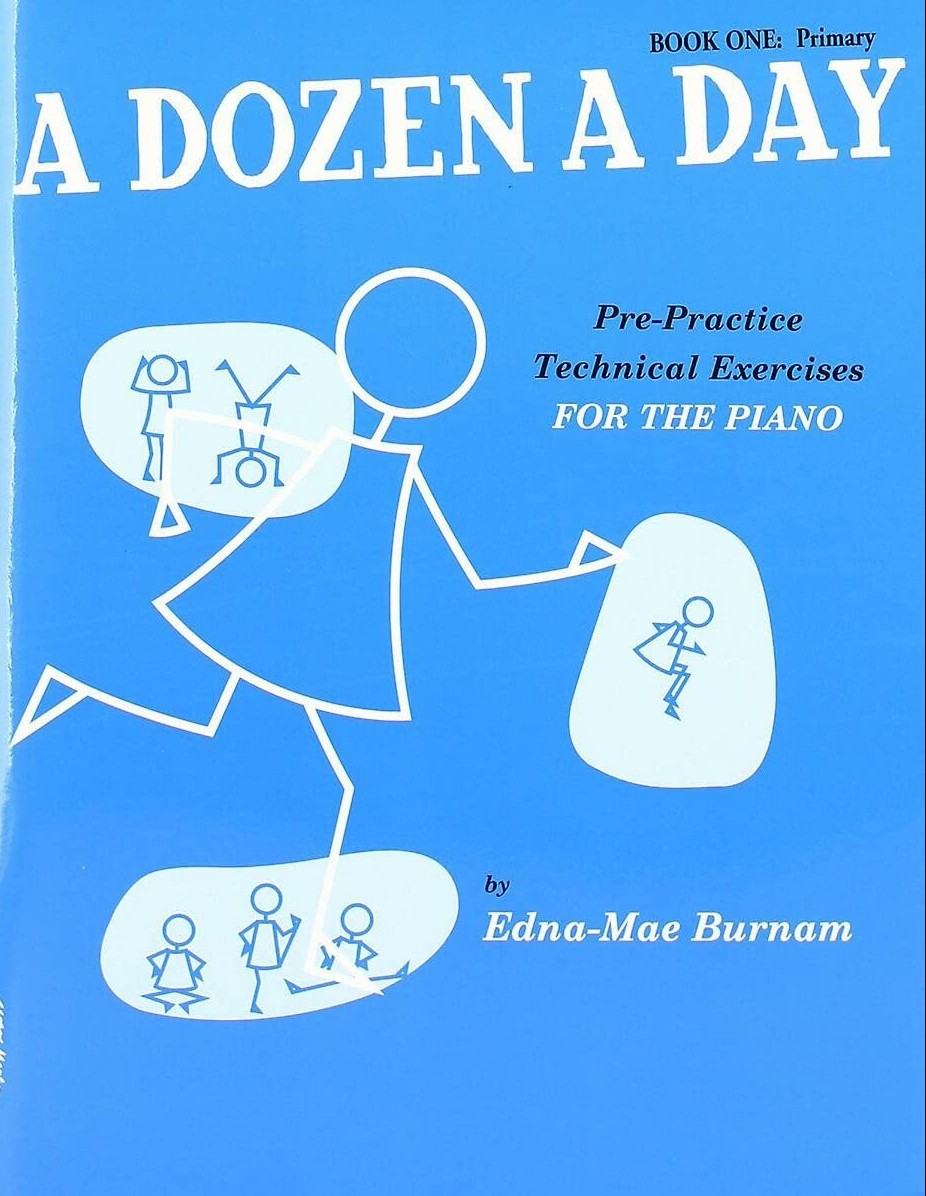 BOOK ONE: Primary
A DOZEN A DAY
Pre-Practice
Technical Exercises
FOR THE PIANO
by
Edna-Mae Burnam